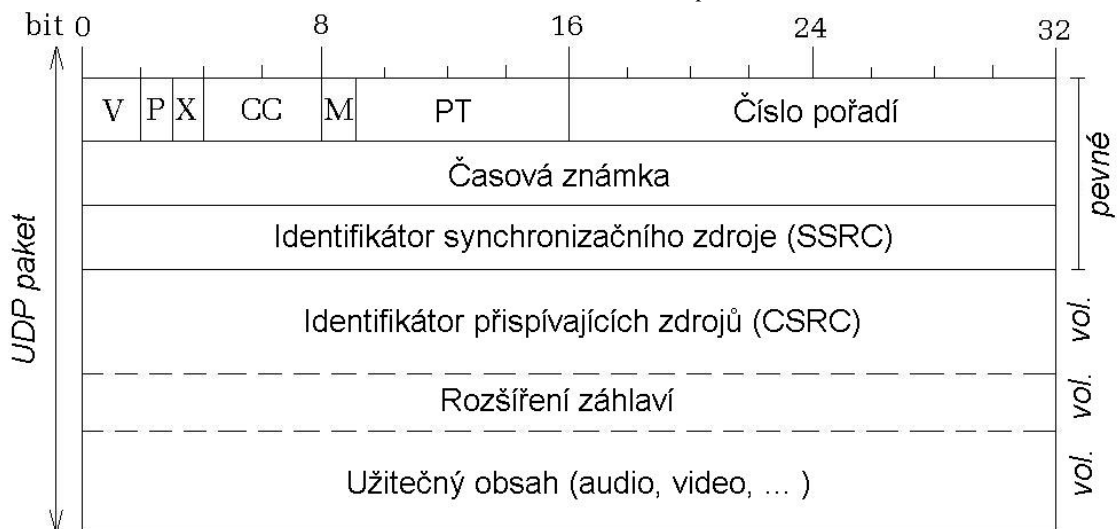 bit 0 8 16 24 32
V P X CC M PT Číslo pořadí
Časová známka
Identifikátor synchronizačního zdroje (SSRC)
pevné
Identifikátor přispívajících zdrojů (CSRC)
vol.
Rozšíření záhlaví
vol.
Užitečný obsah (audio, video, ... )
vol.
UDP paket